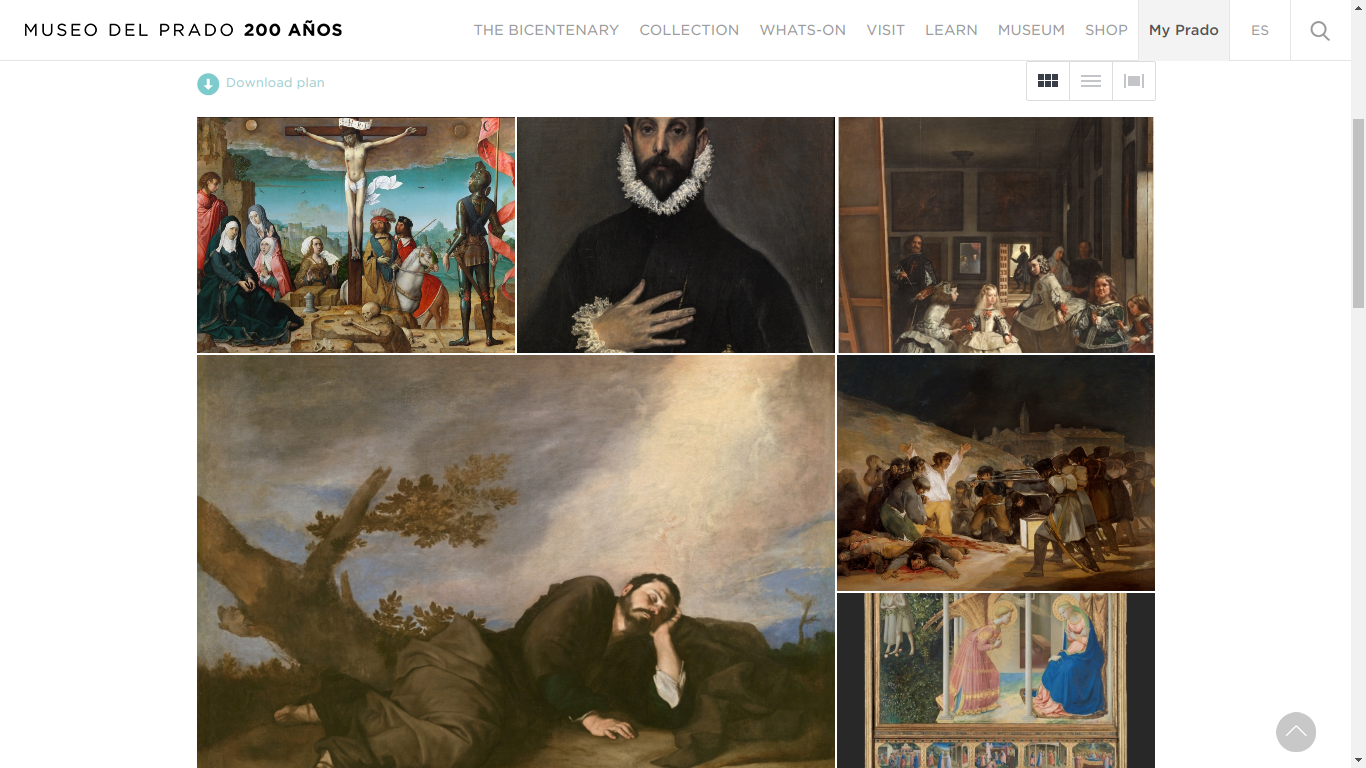 MUSEO DEL PRADO 200 AÑOS
THE BICENTENARY COLLECTION WHATS-ON VISIT LEARN MUSEUM SHOP My Prado ES
Download plan